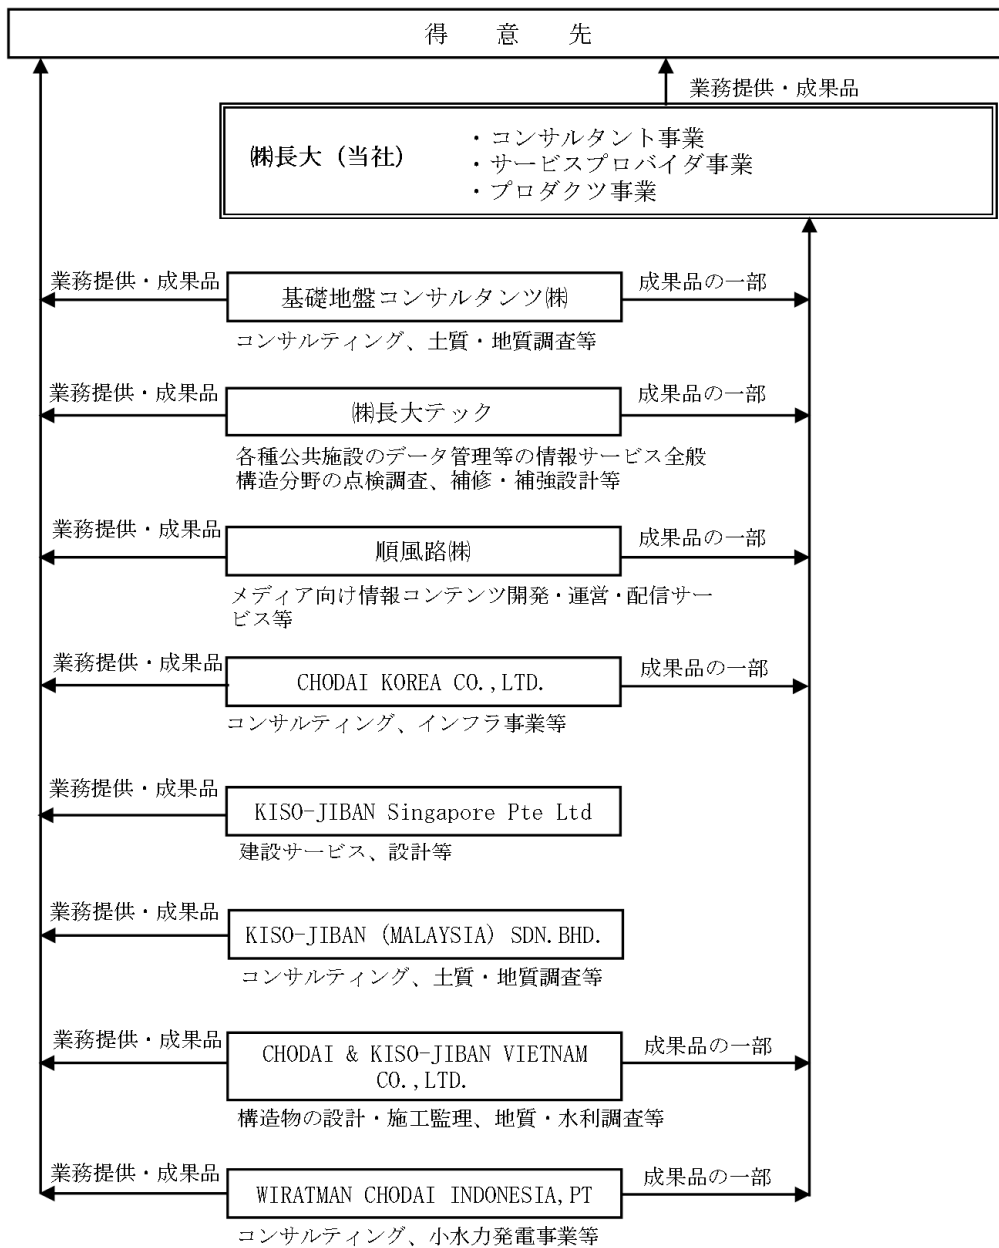 得　意　先
業務提供・成果品
㈱長大（当社）
・コンサルタント事業
・サービスプロバイダ事業
・プロダクツ事業
業務提供・成果品
基礎地盤コンサルタンツ㈱
成果品の一部
コンサルティング、土質・地質調査等
業務提供・成果品
㈱長大テック
成果品の一部
各種公共施設のデータ管理等の情報サービス全般
構造分野の点検調査、補修・補強設計等
業務提供・成果品
順風路㈱
成果品の一部
メディア向け情報コンテンツ開発・運営・配信サー
ビス等
業務提供・成果品
CHODAI KOREA CO.,LTD.
成果品の一部
コンサルティング、インフラ事業等
業務提供・成果品
KISO-JIBAN Singapore Pte Ltd
建設サービス、設計等
業務提供・成果品
KISO-JIBAN (MALAYSIA) SDN.BHD.
コンサルティング、土質・地質調査等
業務提供・成果品
CHODAI & KISO-JIBAN VIETNAM
CO.,LTD.
成果品の一部
構造物の設計・施工監理、地質・水利調査等
業務提供・成果品
WIRATMAN CHODAI INDONESIA,PT
成果品の一部
コンサルティング、小水力発電事業等